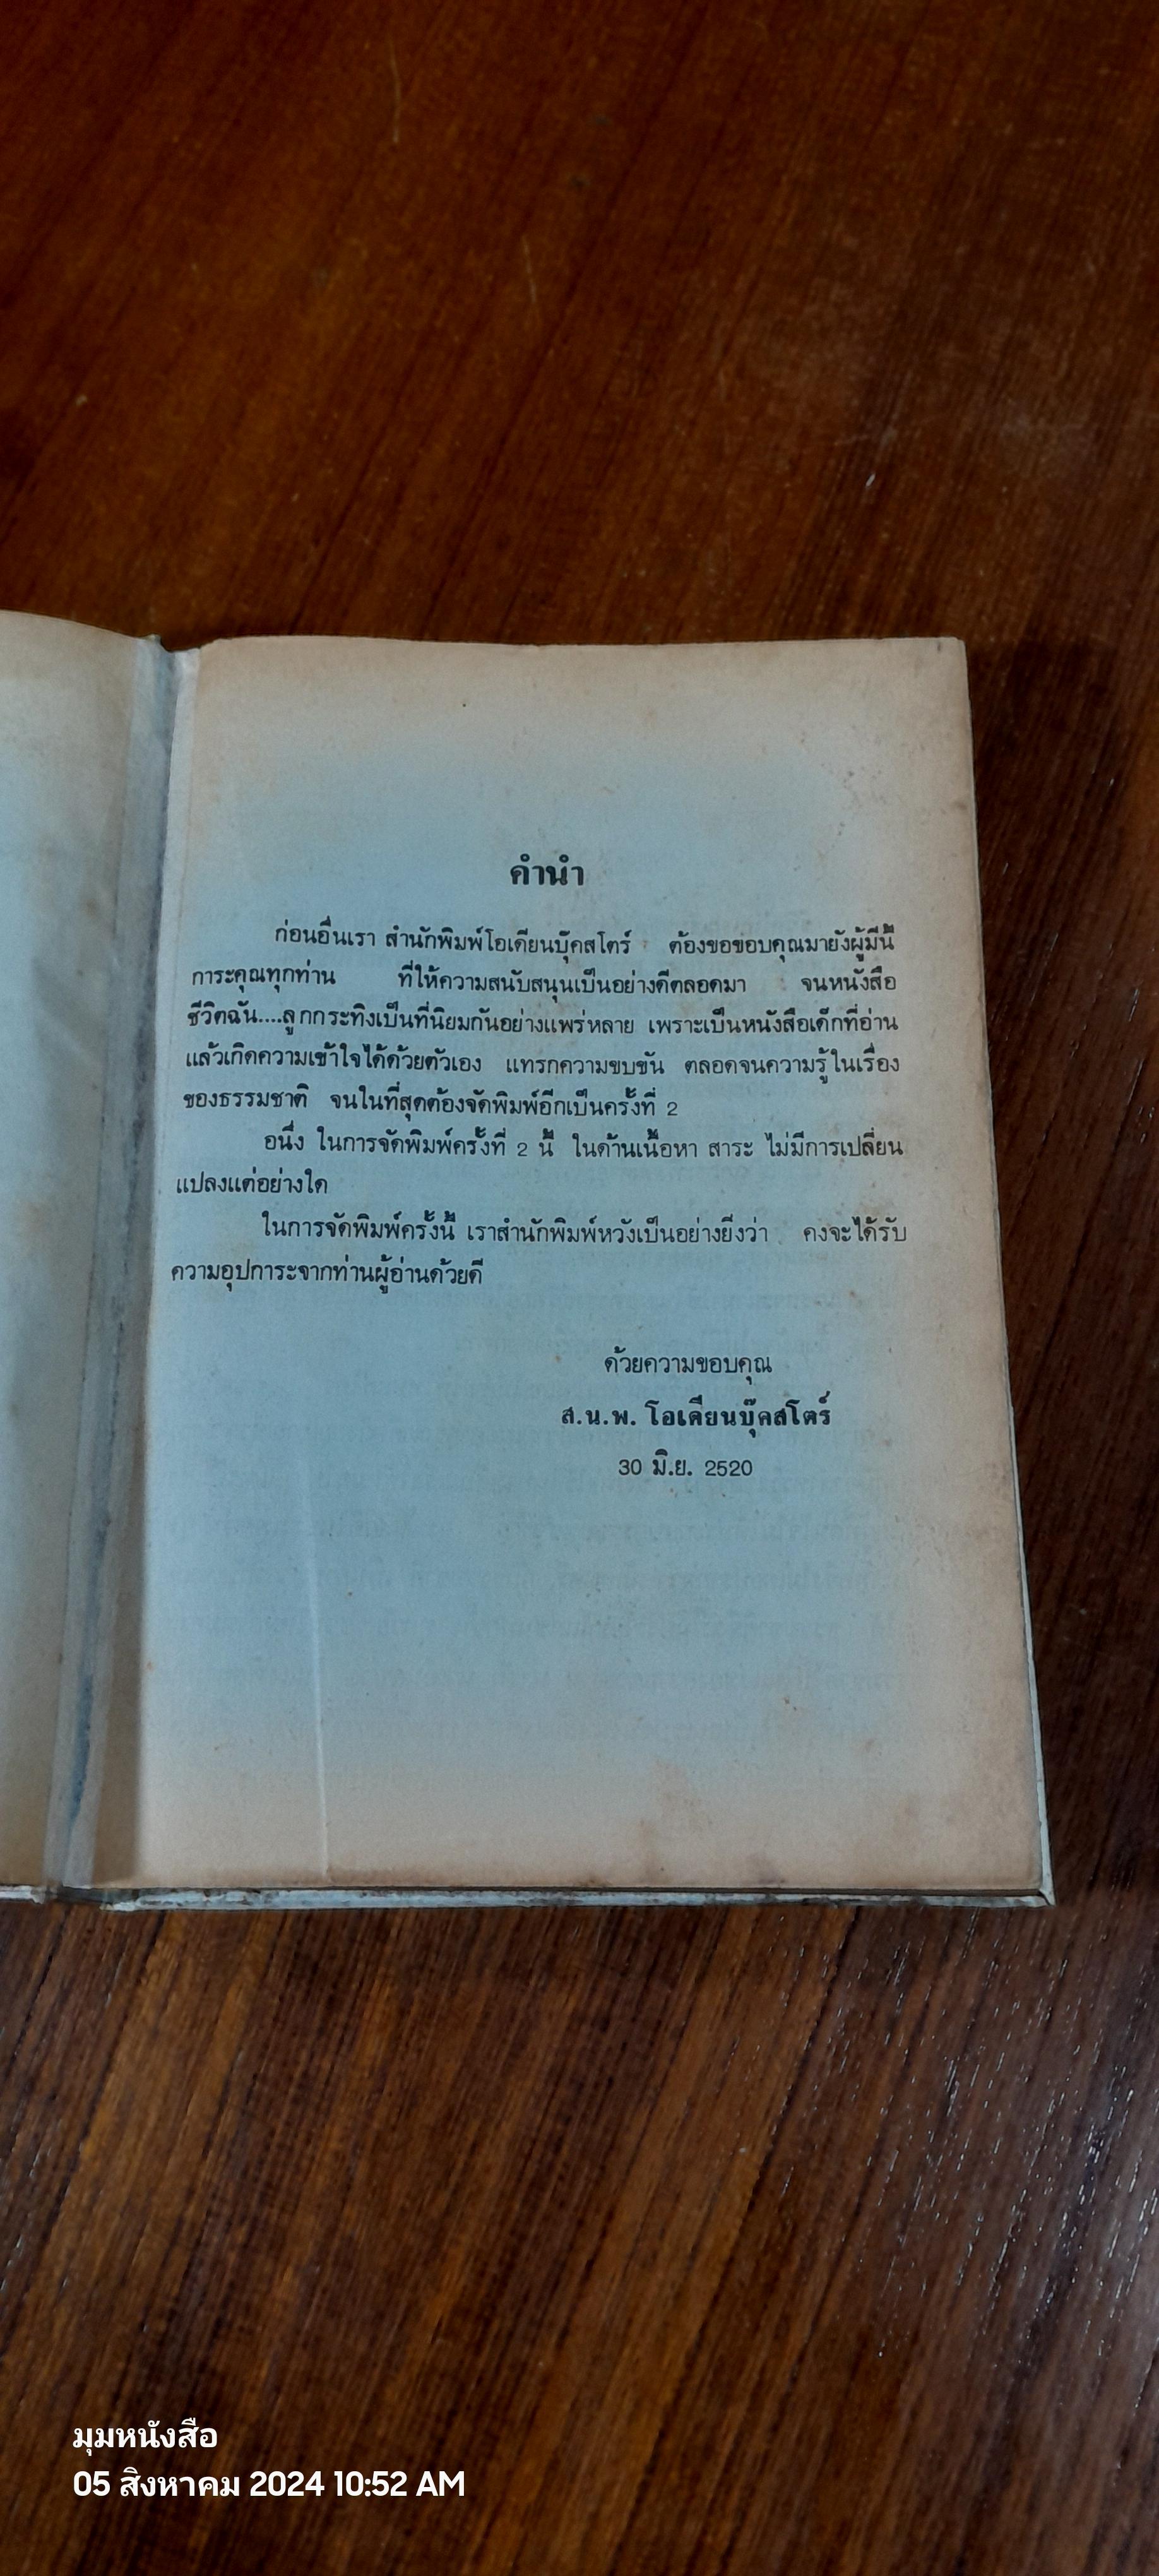 คำนำ
ก่อนอื่นเรา สำนักพิมพ์โอเดียนบุ๊คสโตร์ ต้องขอขอบคุณมายังผู้มีนี้
การะคุณทุกท่าน ที่ให้ความสนับสนุนเป็นอย่างดีตลอดมา จนหนังสือ
ชีวิตฉัน....ลูกกระทิงเป็นที่นิยมกันอย่างแพร่หลาย เพราะเป็นหนังสือเด็กที่อ่าน
แล้วเกิดความเข้าใจได้ด้วยตัวเอง แทรกความขบขัน ตลอดจนความรู้ในเรื่อง
ของธรรมชาติ จนในที่สุดต้องจัดพิมพ์อีกเป็นครั้งที่ 2
อนึ่ง ในการจัดพิมพ์ครั้งที่ 2 นี้ ในด้านเนื้อหา สาระ ไม่มีการเปลี่ยน
แปลงแต่อย่างใด
ในการจัดพิมพ์ครั้งนี้ เราสำนักพิมพ์หวังเป็นอย่างยิ่งว่า คงจะได้รับ
ความอุปการะจากท่านผู้อ่านด้วยดี
ด้วยความขอบคุณ
ส.น.พ. โอเดียนบุ๊คสโตร์
30 มิ.ย. 2520
มุมหนังสือ
05 สิงหาคม 2024 10:52 AM